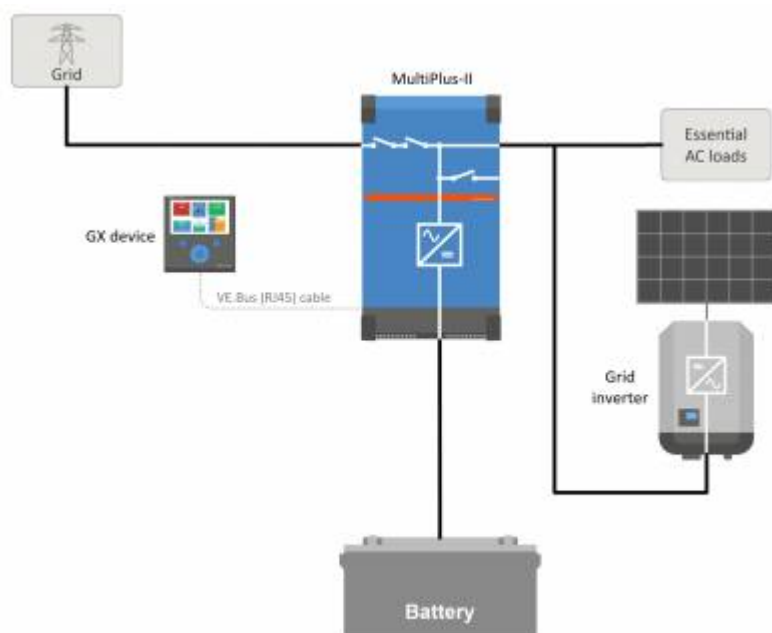 Grid
MultiPlus-II
Essential
AC loads
GX device
VE.Bus (RJ45) cable
Grid
inverter
Battery